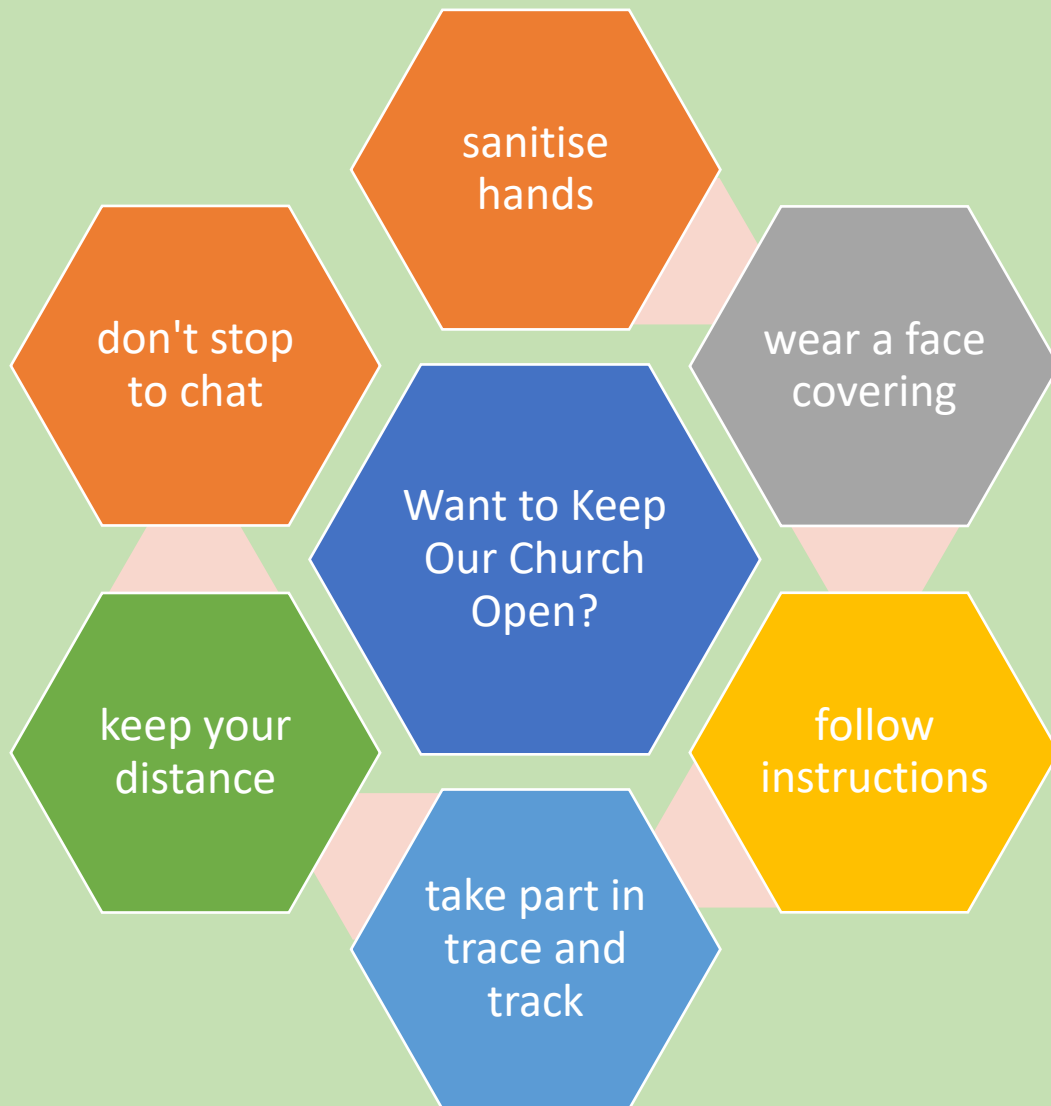 sanitise
hands
wear a face
covering
follow
instructions
take part in
trace and
track
keep your
distance
don't stop
to chat
Want to Keep
Our Church
Open?